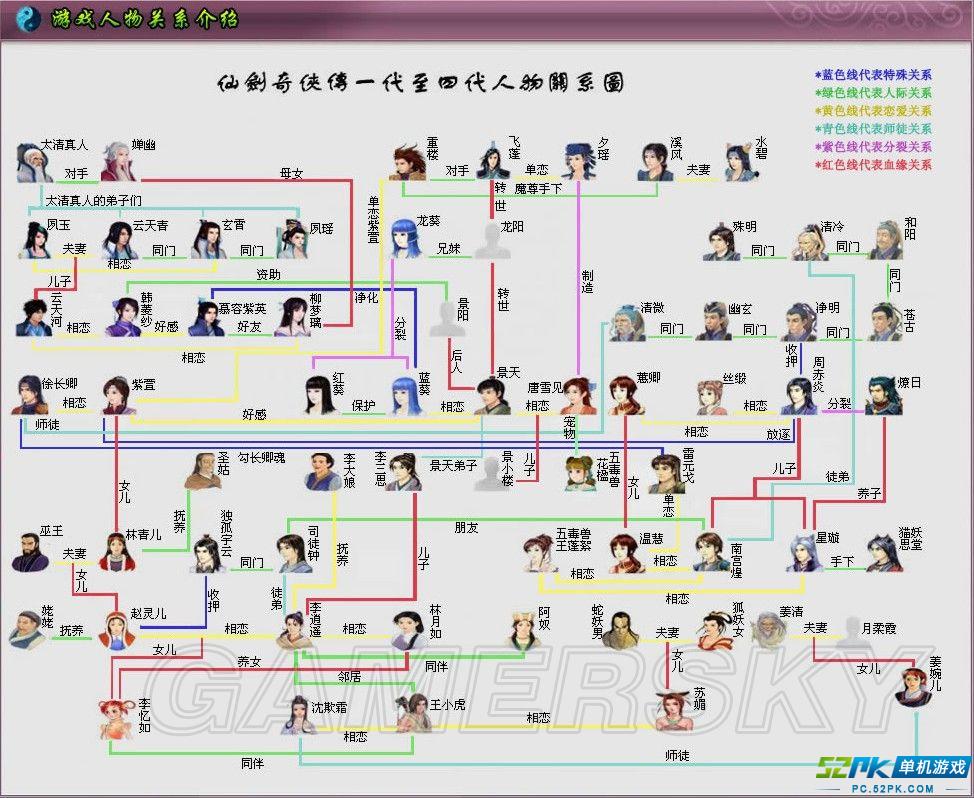 游戏人物关系介绍
仙劍奇俠傳一代至四代人物關系圖
*蓝色线代表特殊关系
*绿色线代表人际关系
*黄色线代表恋爱关系
*青色线代表师徒关系
*紫色线代表分裂关系
*红色线代表血缘关系
太清真人
婵幽
重楼
飞蓬
夕瑶
溪风
水碧
对手
母女
对手
单恋
夫妻
转世
魔尊手下
太清真人的弟子们
夙玉
云天青
玄霄
夙瑶
单恋紫萱
龙葵
龙阳
殊明
清冷
和阳
夫妻
同门
同门
兄妹
同门
同门
相恋
资助
儿子
制造
同门
云天河
韩菱纱
慕容紫英
柳梦璃
净化
景阳
转世
清微
幽玄
净明
苍古
相恋
好感
好友
分裂
同门
同门
同门
相恋
后人
收押
徐长卿
紫萱
红葵
蓝葵
景天
唐雪见
蕙卿
丝缎
周赤炎
燎日
相恋
好感
保护
相恋
相恋
相恋
分裂
师徒
宠物
相恋
放逐
圣姑
勾长卿魂
李大娘
李三思
景天弟子
景小楼
儿子
花楹
五毒兽
女儿
雷元戈
儿子
徒弟
养子
女儿
抚养
单恋
巫王
林青儿
独孤宇云
司徒钟
抚养
朋友
儿子
五毒兽
王蓬絮
温慧
南宫煌
星璇
猫妖
思堂
夫妻
同门
相恋
相恋
手下
女儿
收押
徒弟
相恋
姥姥
赵灵儿
李逍遥
林月如
阿奴
蛇妖男
狐妖女
姜清
月柔霞
抚养
相恋
相恋
夫妻
夫妻
女儿
养女
同伴
女儿
女儿
邻居
姜婉儿
李忆如
沈欺霜
王小虎
苏媚
相恋
相恋
同伴
师徒
GAMERSKY
52PK单机游戏
PC.52PK.COM